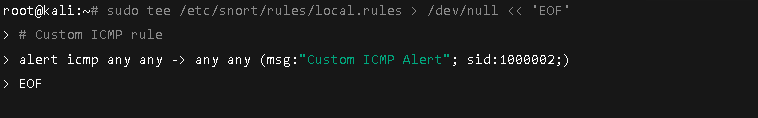 root@kali:~# sudo tee /etc/snort/rules/local.rules > /dev/null << 'EOF'
> # Custom ICMP rule
> alert icmp any any -> any any (msg:"Custom ICMP Alert"; sid:1000002;)
> EOF